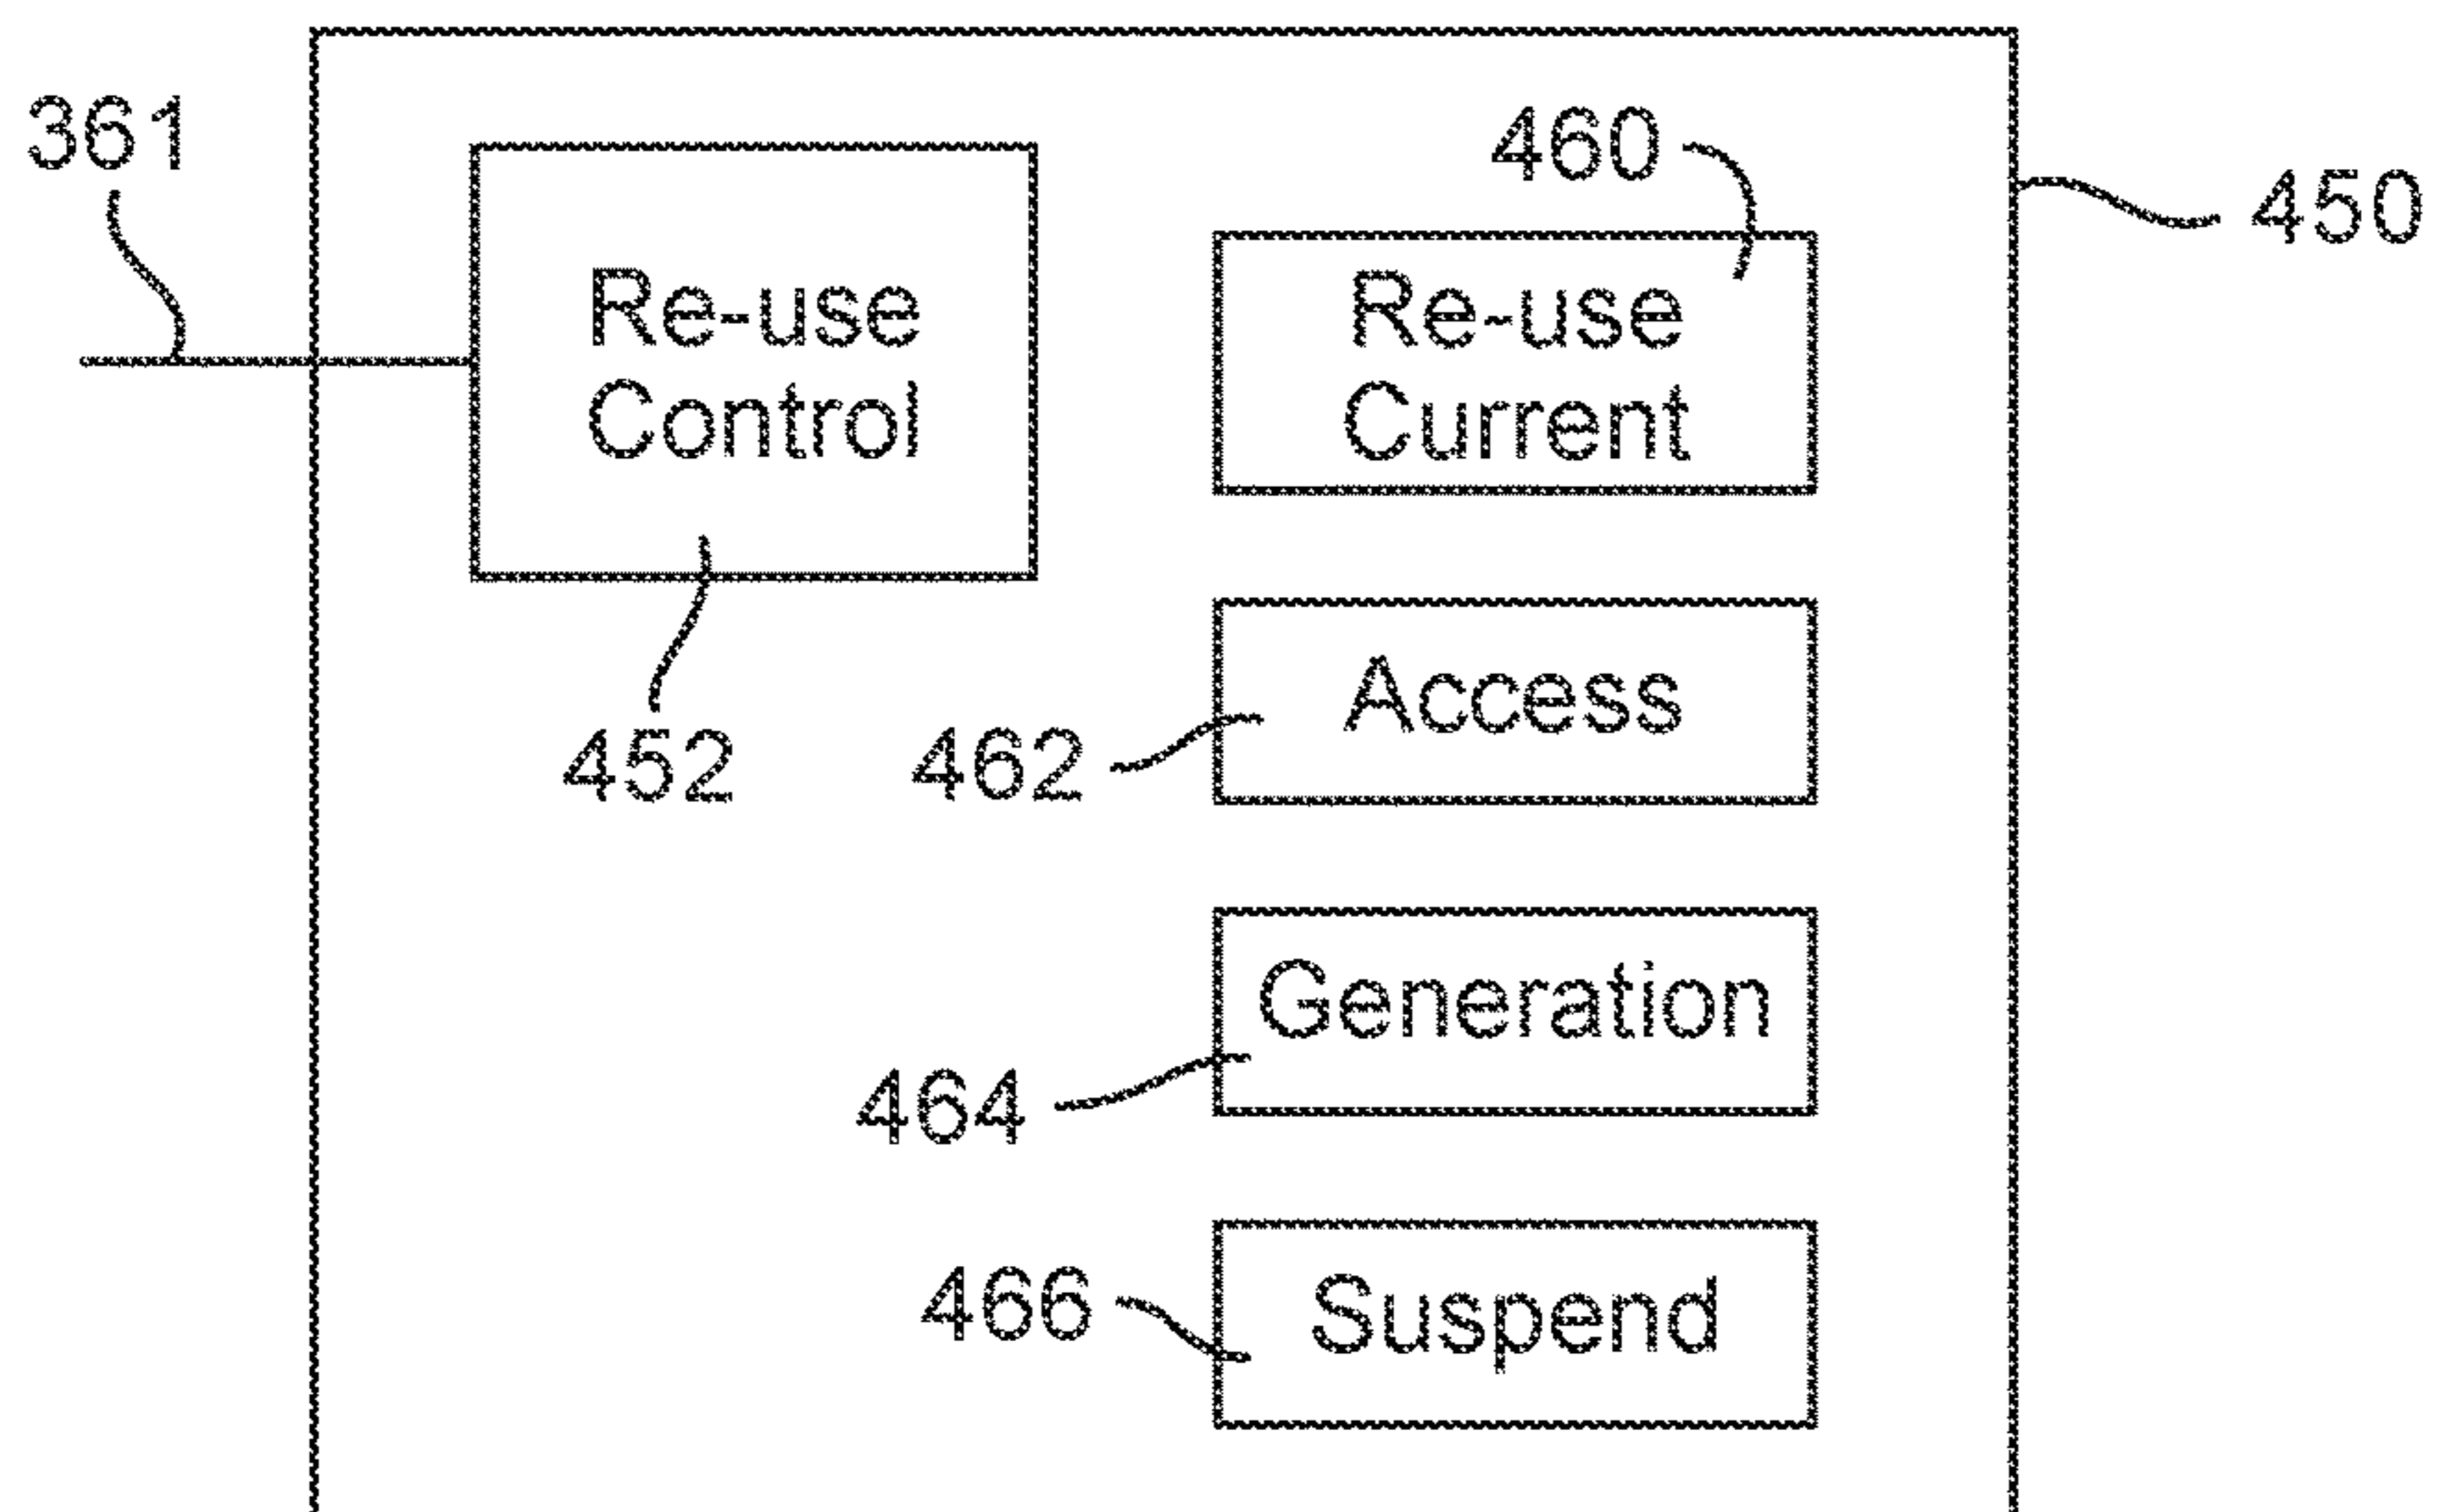 361
460
450
Re-use
Control
Re-use
Current
452
462
Access
Generation
464
466
Suspend